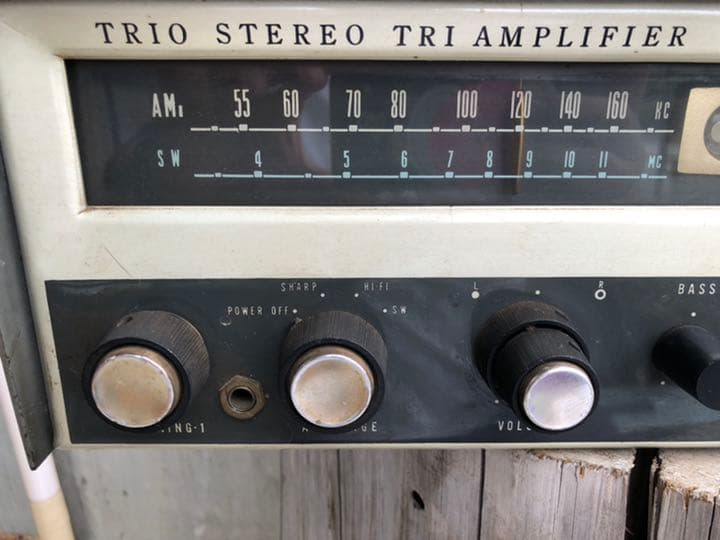 TRIO STEREO TRI AMPLIFIER
AM 55 60 70 80 100 120 140 160 KC
SW 4 5 6 7 8 9 10 11 MC
SHARP HI-FI L R BASS
POWER OFF SW